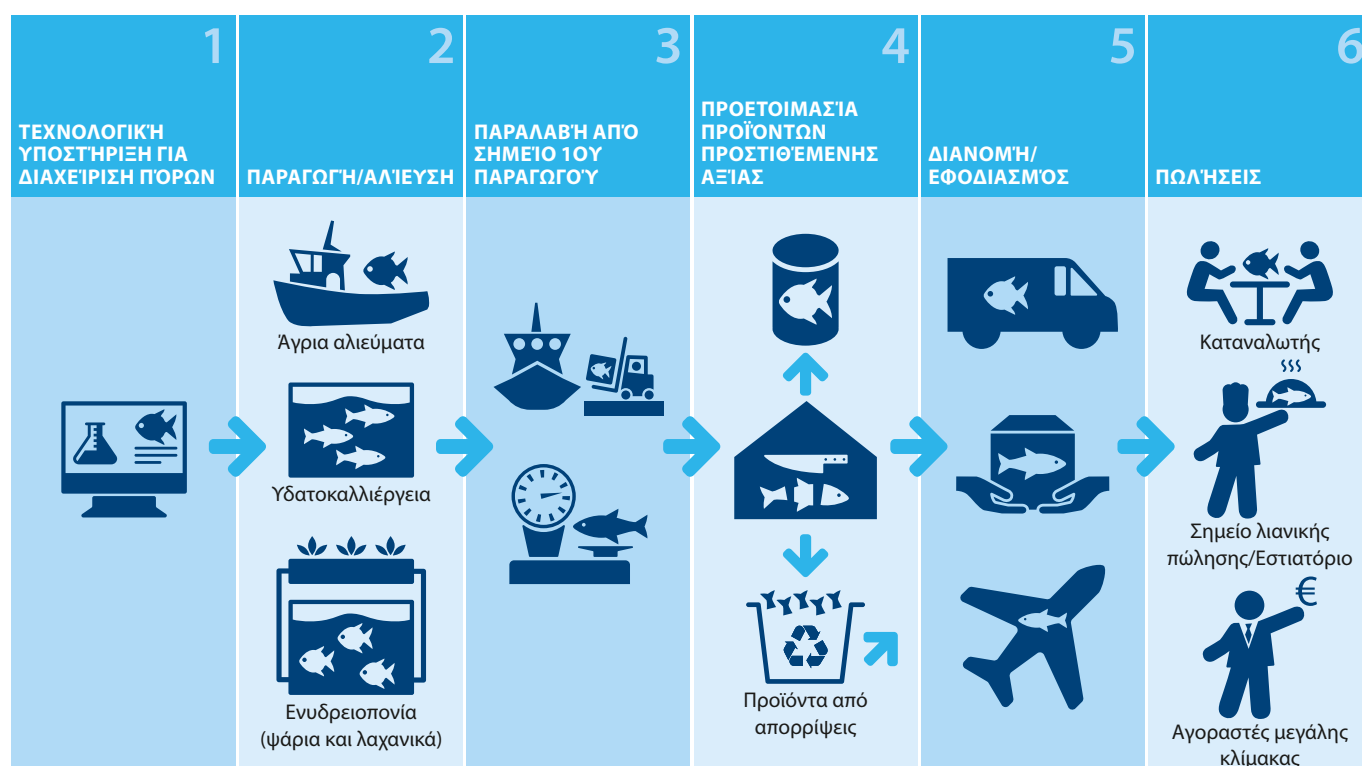 1
ΤΕΧΝΟΛΟΓΙΚΉ
ΥΠΟΣΤΉΡΙΞΗ ΓΙΑ
ΔΙΑΧΕΊΡΙΣΗ ΠΌΡΩΝ
2
ΠΑΡΑΓΩΓΉ/ΑΛΊΕΥΣΗ
Άγρια αλιεύματα
Υδατοκαλλιέργεια
Ενυδρειοπονία
(ψάρια και λαχανικά)
3
ΠΑΡΑΛΑΒΉ ΑΠΌ
ΣΗΜΕΊΟ 1ΟΥ
ΠΑΡΑΓΩΓΟΎ
4
ΠΡΟΕΤΟΙΜΑΣΊΑ
ΠΡΟΪΌΝΤΩΝ
ΠΡΟΣΤΙΘΈΜΕΝΗΣ
ΑΞΊΑΣ
Προϊόντα από
απορρίψεις
5
ΔΙΑΝΟΜΉ/
ΕΦΟΔΙΑΣΜΌΣ
6
ΠΩΛΉΣΕΙΣ
Καταναλωτής
Σημείο λιανικής
πώλησης/Εστιατόριο
€
Αγοραστές μεγάλης
κλίμακας